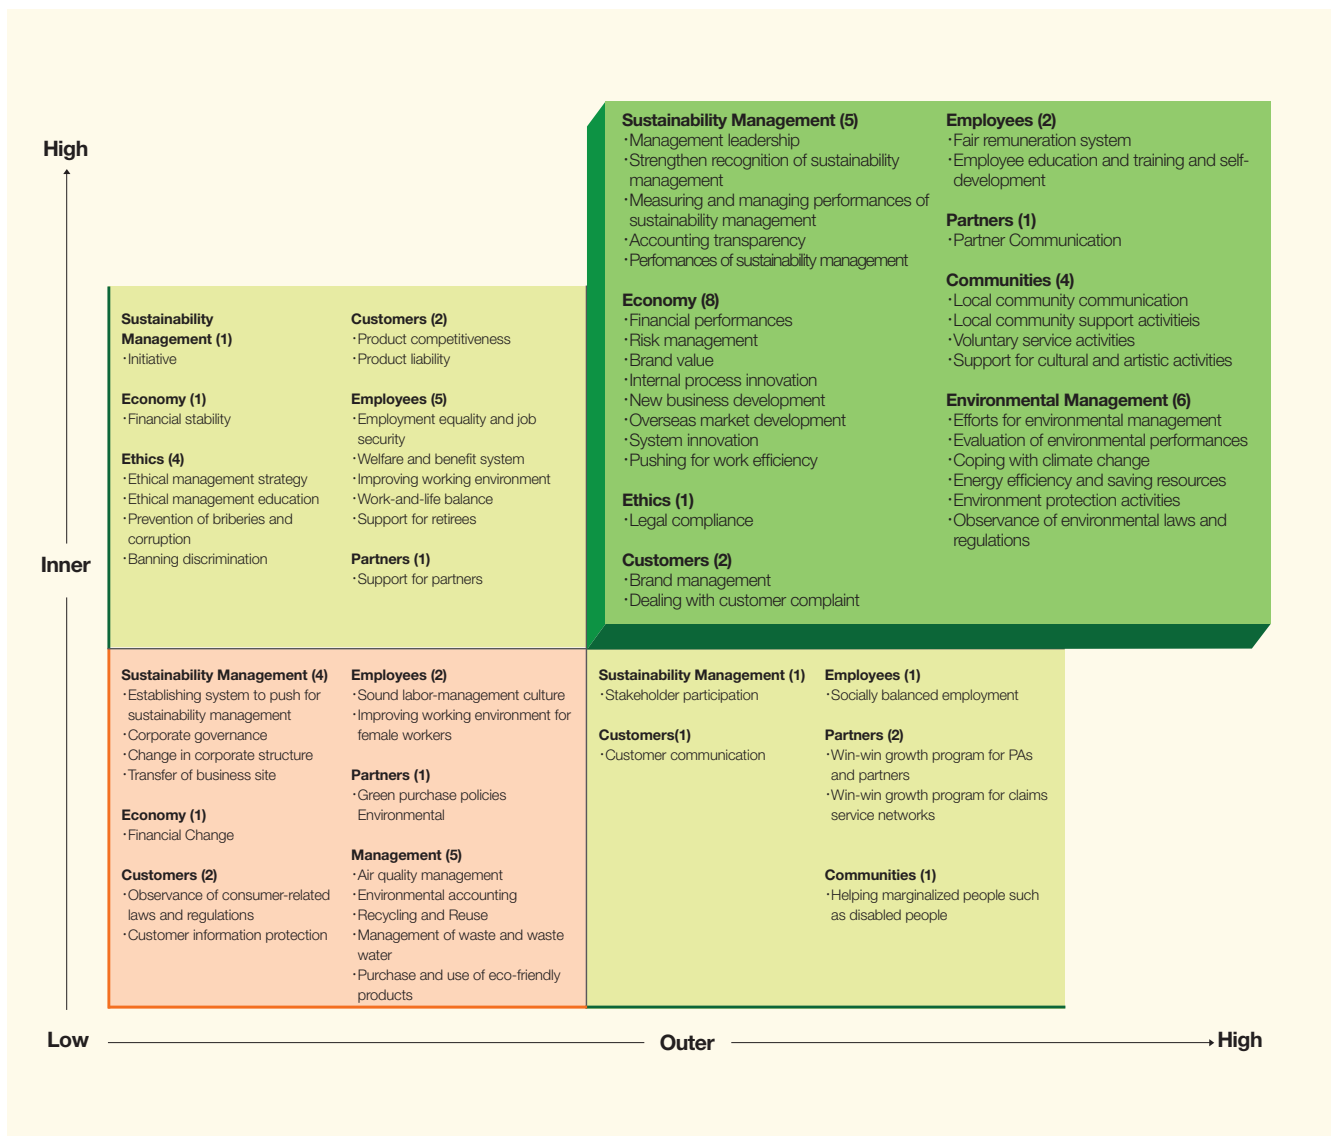 High
Inner
Low
Outer
High
Sustainability
Management (1)
·Initiative
Economy (1)
·Financial stability
Ethics (4)
·Ethical management strategy
·Ethical management education
·Prevention of briberies and
corruption
·Banning discrimination
Customers (2)
·Product competitiveness
·Product liability
Employees (5)
·Employment equality and job
security
·Welfare and benefit system
·Improving working environment
·Work-and-life balance
·Support for retirees
Partners (1)
·Support for partners
Sustainability Management (5)
·Management leadership
·Strengthen recognition of sustainability
management
·Measuring and managing performances of
sustainability management
·Accounting transparency
·Perfomances of sustainability management
Economy (8)
·Financial performances
·Risk management
·Brand value
·Internal process innovation
·New business development
·Overseas market development
·System innovation
·Pushing for work efficiency
Ethics (1)
·Legal compliance
Customers (2)
·Brand management
·Dealing with customer complaint
Employees (2)
·Fair remuneration system
·Employee education and training and self-
development
Partners (1)
·Partner Communication
Communities (4)
·Local community communication
·Local community support activitieis
·Voluntary service activities
·Support for cultural and artistic activities
Environmental Management (6)
·Efforts for environmental management
·Evaluation of environmental performances
·Coping with climate change
·Energy efficiency and saving resources
·Environment protection activities
·Observance of environmental laws and
regulations
Sustainability Management (4)
·Establishing system to push for
sustainability management
·Corporate governance
·Change in corporate structure
·Transfer of business site
Economy (1)
·Financial Change
Customers (2)
·Observance of consumer-related
laws and regulations
·Customer information protection
Employees (2)
·Sound labor-management culture
·Improving working environment for
female workers
Partners (1)
·Green purchase policies
Environmental
Management (5)
·Air quality management
·Environmental accounting
·Recycling and Reuse
·Management of waste and waste
water
·Purchase and use of eco-friendly
products
Sustainability Management (1)
·Stakeholder participation
Customers(1)
·Customer communication
Employees (1)
·Socially balanced employment
Partners (2)
·Win-win growth program for PAs
and partners
·Win-win growth program for claims
service networks
Communities (1)
·Helping marginalized people such
as disabled people